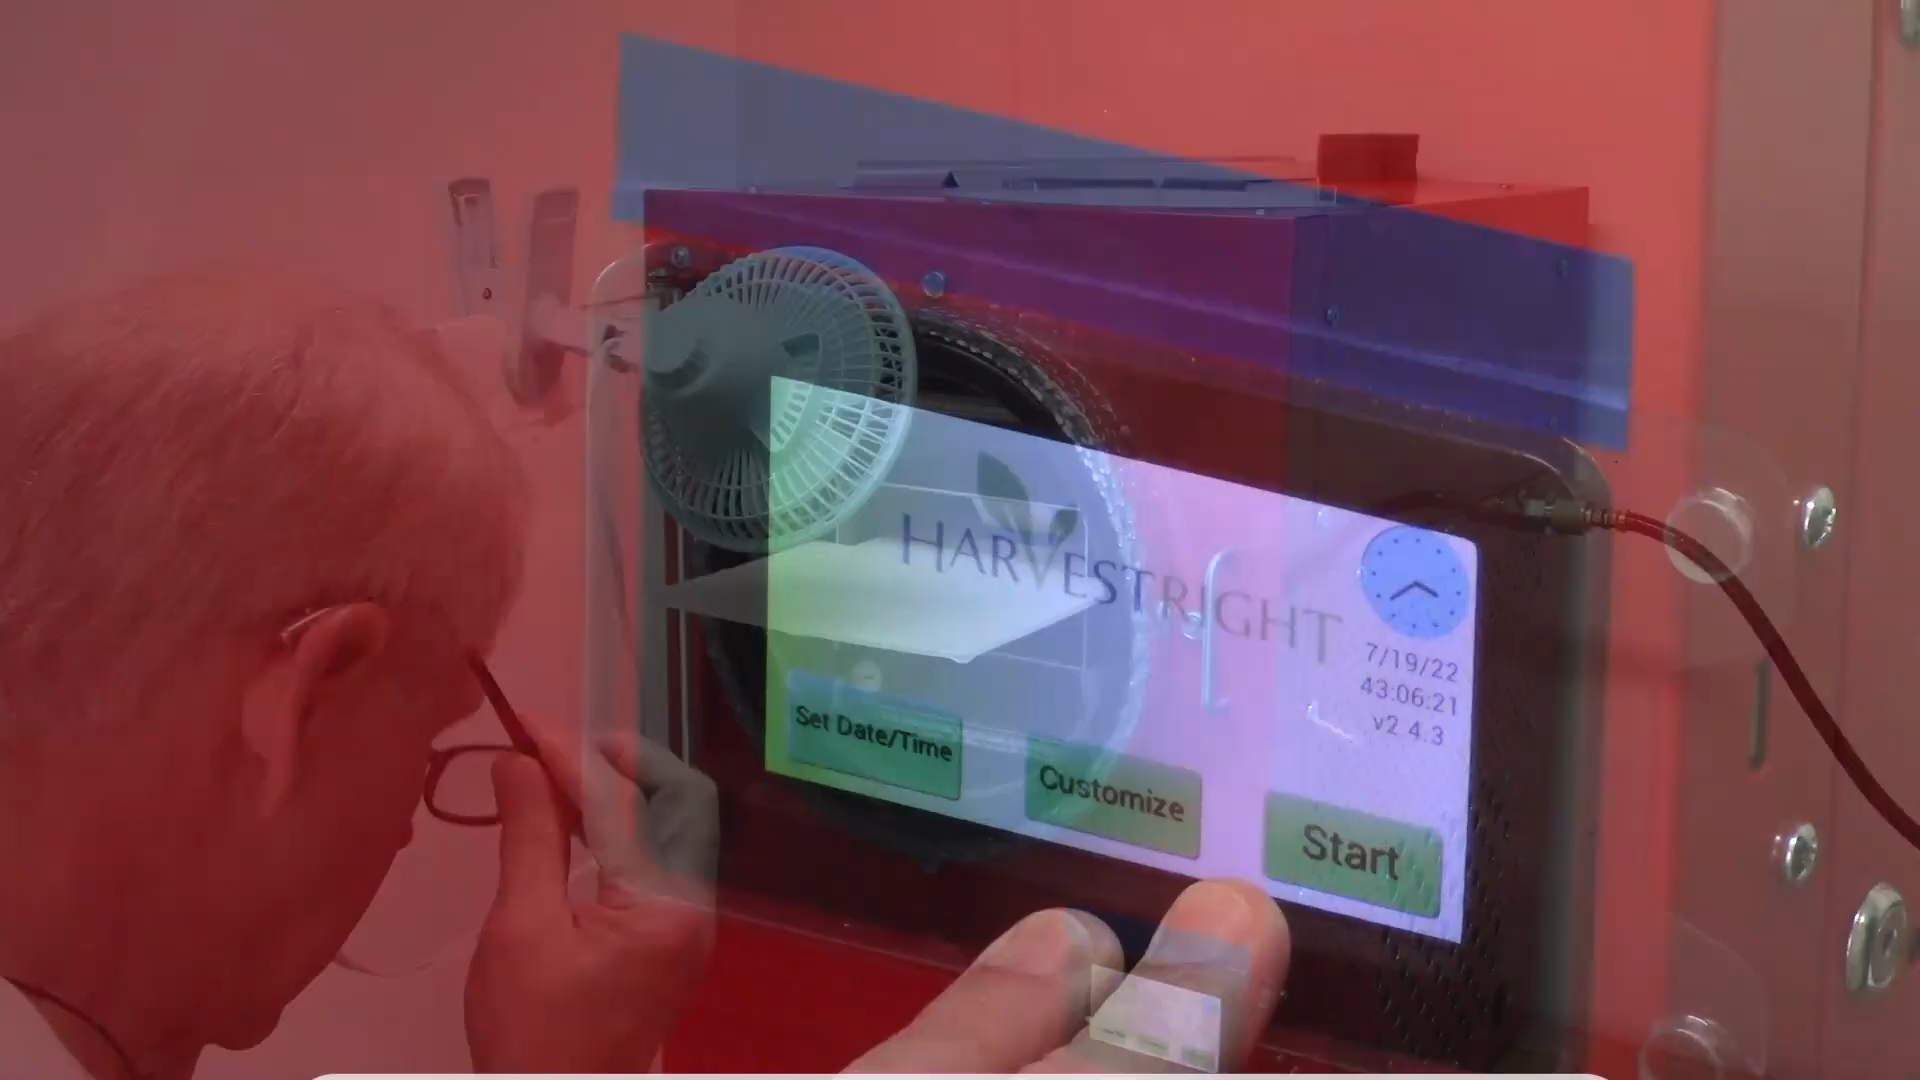 HARVESTRIGHT
7/19/22
43:06:21
v2.4.3
Set Date/Time
Customize
Start